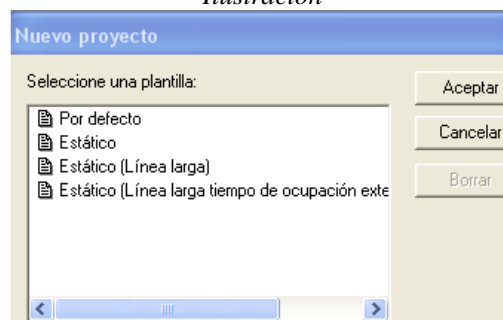 Ilustración
Nuevo proyecto
Seleccione una plantilla:
Aceptar
Por defecto
Cancelar
Estático
Estático (Línea larga)
Borrar
Estático (Línea larga tiempo de ocupación exte